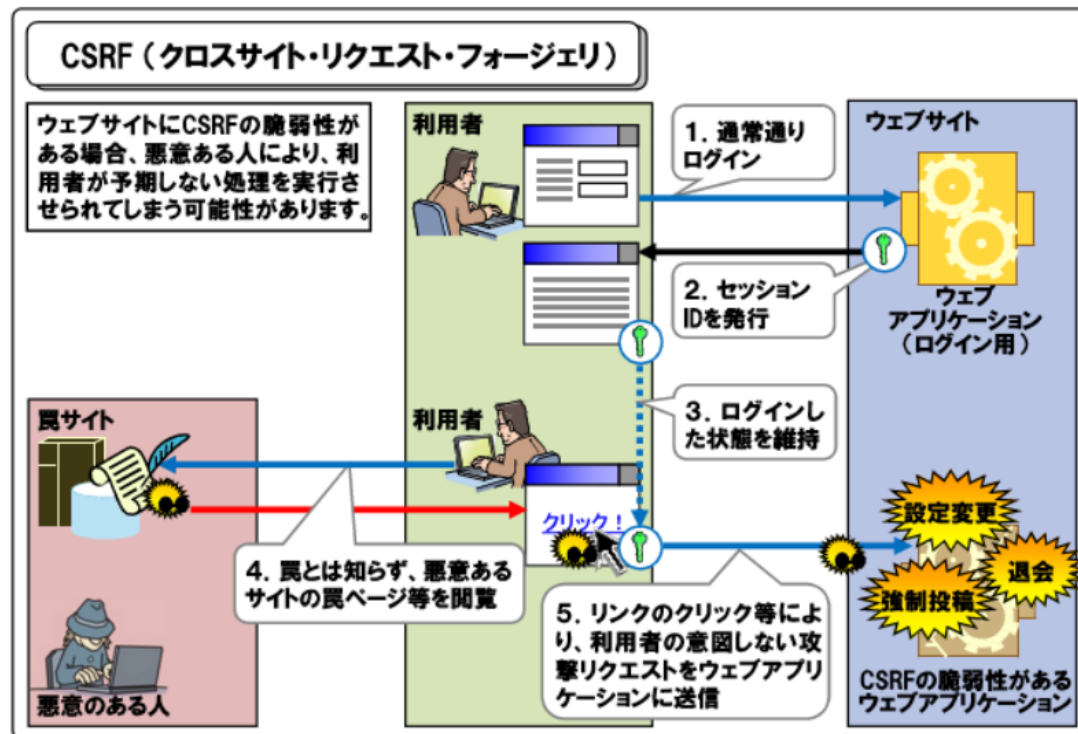 CSRF（クロスサイト・リクエスト・フォージェリ）
ウェブサイトにCSRFの脆弱性が
ある場合、悪意ある人により、利
用者が予期しない処理を実行さ
せられてしまう可能性があります。
利用者
1．通常通り
ログイン
ウェブサイト
2．セッション
IDを発行
ウェブ
アプリケーション
（ログイン用）
3．ログインし
た状態を維持
罠サイト
利用者
クリック！
4．罠とは知らず、悪意ある
サイトの罠ページ等を閲覧
5．リンクのクリック等によ
り、利用者の意図しない攻
撃リクエストをウェブアプリ
ケーションに送信
設定変更
退会
強制投稿
CSRFの脆弱性がある
ウェブアプリケーション
悪意のある人